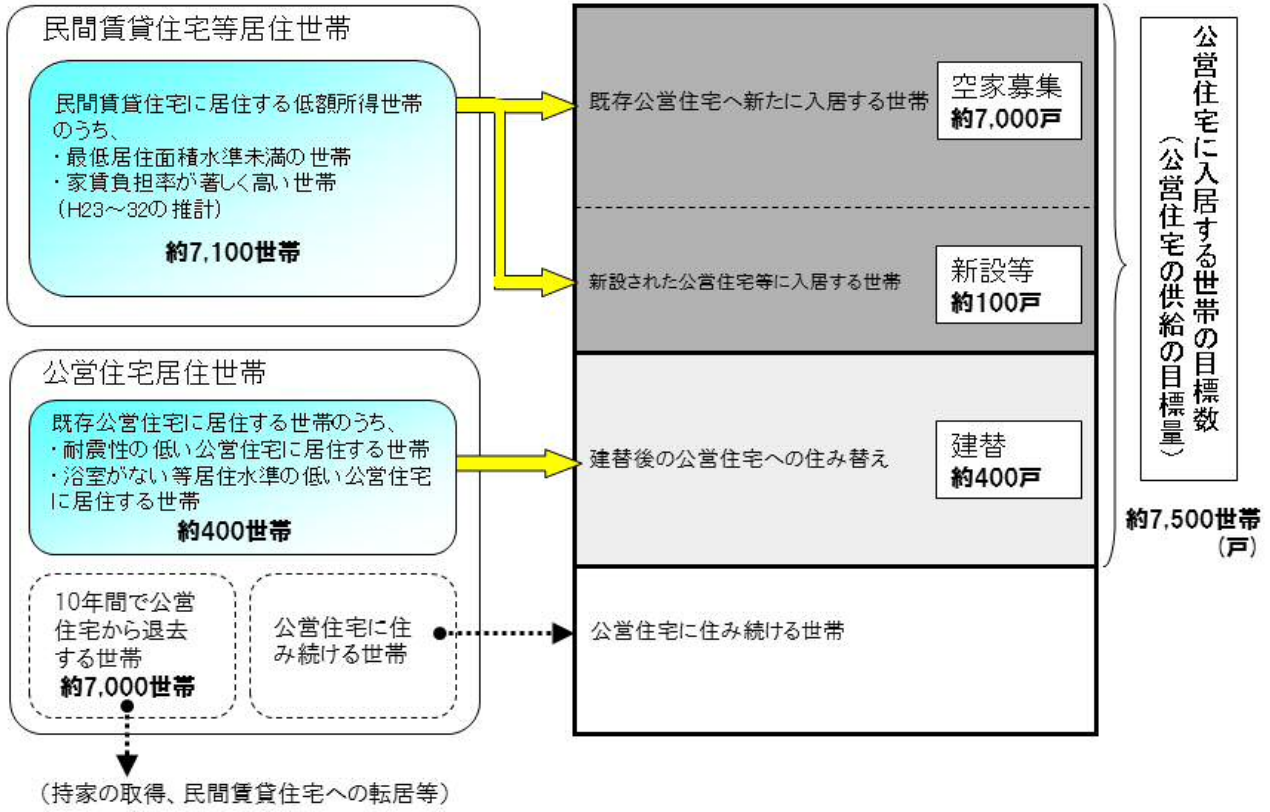 民間賃貸住宅等居住世帯
民間賃貸住宅に居住する低額所得世帯
のうち、
・最低居住面積水準未満の世帯
・家賃負担率が著しく高い世帯
（H23～32の推計）
約7,100世帯
既存公営住宅へ新たに入居する世帯
空家募集
約7,000戸
新設された公営住宅等に入居する世帯
新設等
約100戸
公営住宅居住世帯
既存公営住宅に居住する世帯のうち、
・耐震性の低い公営住宅に居住する世帯
・浴室がない等居住水準の低い公営住宅
に居住する世帯
約400世帯
建替後の公営住宅への住み替え
建替
約400戸
10年間で公営
住宅から退去
する世帯
約7,000世帯
公営住宅に住
み続ける世帯
公営住宅に住み続ける世帯
（持家の取得、民間賃貸住宅への転居等）
公営住宅に入居する世帯の目標数
（公営住宅の供給の目標量）
約7,500世帯
（戸）